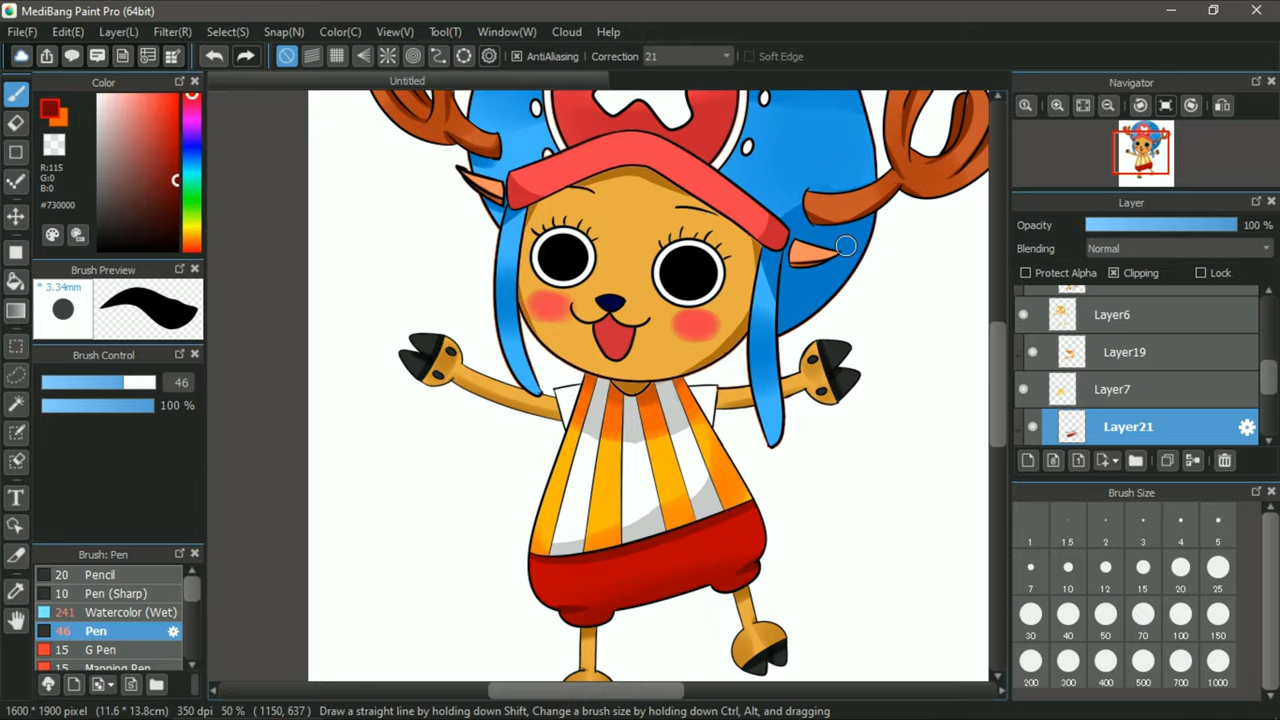 MediBang Paint Pro (64bit)
File(F) Edit(E) Layer(L) Filter(R) Select(S) Snap(N) Color(C) View(V) Tool(T) Window(W) Cloud Help
AntiAliasing Correction 21 Soft Edge
Color Untitled Navigator
R:115
G:0
B:0
#730000
Layer
Opacity 100 %
Blending Normal
Protect Alpha Clipping Lock
Brush Preview
* 3.34mm
Layer6
Layer19
Layer7
Layer21
Brush Control
46
100 %
Brush Size
1 1.5 2 3 4 5
7 10 12 15 20 25
30 40 50 70 100 150
200 300 400 500 700 1000
Brush: Pen
20 Pencil
10 Pen (Sharp)
241 Watercolor (Wet)
46 Pen
15 G Pen
15 Mapping Pen
1600 * 1900 pixel (11.6 * 13.8cm) 350 dpi 50 % ( 1150, 637 ) Draw a straight line by holding down Shift, Change a brush size by holding down Ctrl, Alt, and dragging